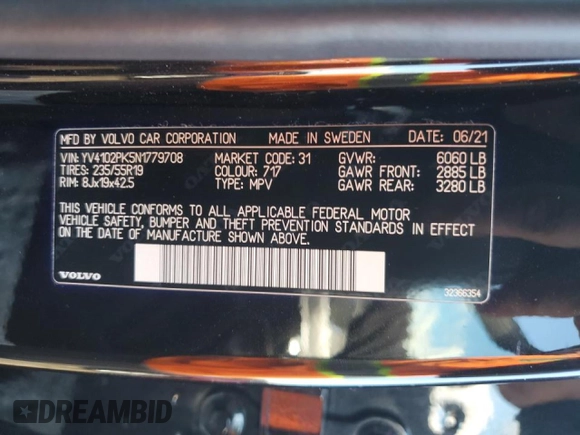 MFD BY VOLVO CAR CORPORATION MADE IN SWEDEN DATE: 06/21
VIN: YV4102PK5N1779708 MARKET CODE: 31 GVWR: 6060 LB
TIRES: 235/55R19 COLOUR: 717 GAWR FRONT: 2885 LB
RIM: 8Jx19x42.5 TYPE: MPV GAWR REAR: 3280 LB
THIS VEHICLE CONFORMS TO ALL APPLICABLE FEDERAL MOTOR
VEHICLE SAFETY, BUMPER AND THEFT PREVENTION STANDARDS IN EFFECT
ON THE DATE OF MANUFACTURE SHOWN ABOVE.
VOLVO
32366354
DREAMBID